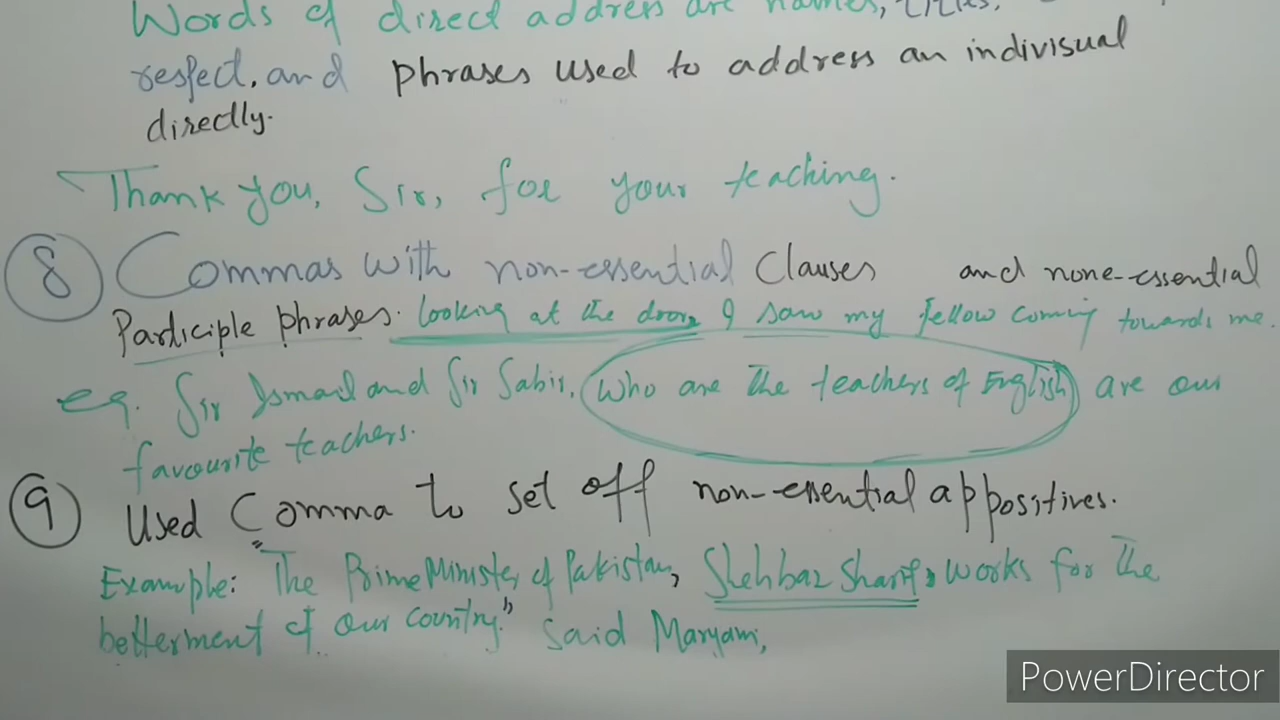 Words of direct address are names, titles,
respect, and phrases used to address an indivisual
directly.
Thank you, Sir, for your teaching.
8 Commas with non-essential Clauses and none-essential
Participle phrases. looking at the door, I saw my fellow coming towards me.
eg. Sir Ismail and Sir Sabir, (who are the teachers of English) are our
favourite teachers.
9 Used Comma to set off non-essential appositives.
Example: "The Prime Minister of Pakistan, Shehbaz Sharif, works for the
betterment of our country." said Maryam,
PowerDirector